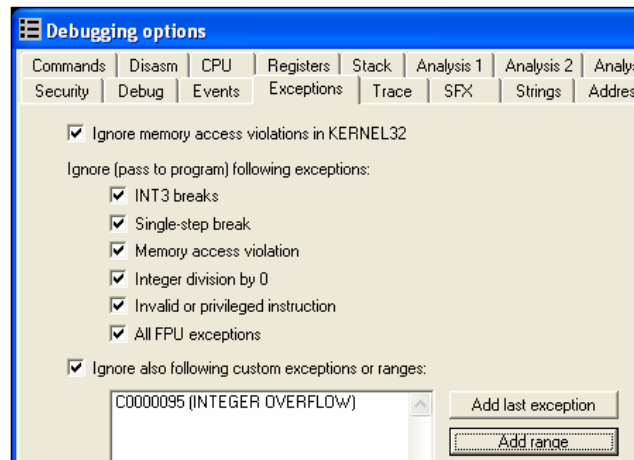 Debugging options
Commands Disasm CPU Registers Stack Analysis 1 Analysis 2 Analy
Security Debug Events Exceptions Trace SFX Strings Addres
Ignore memory access violations in KERNEL32
Ignore (pass to program) following exceptions:
INT3 breaks
Single-step break
Memory access violation
Integer division by 0
Invalid or privileged instruction
All FPU exceptions
Ignore also following custom exceptions or ranges:
C0000095 (INTEGER OVERFLOW)
Add last exception
Add range